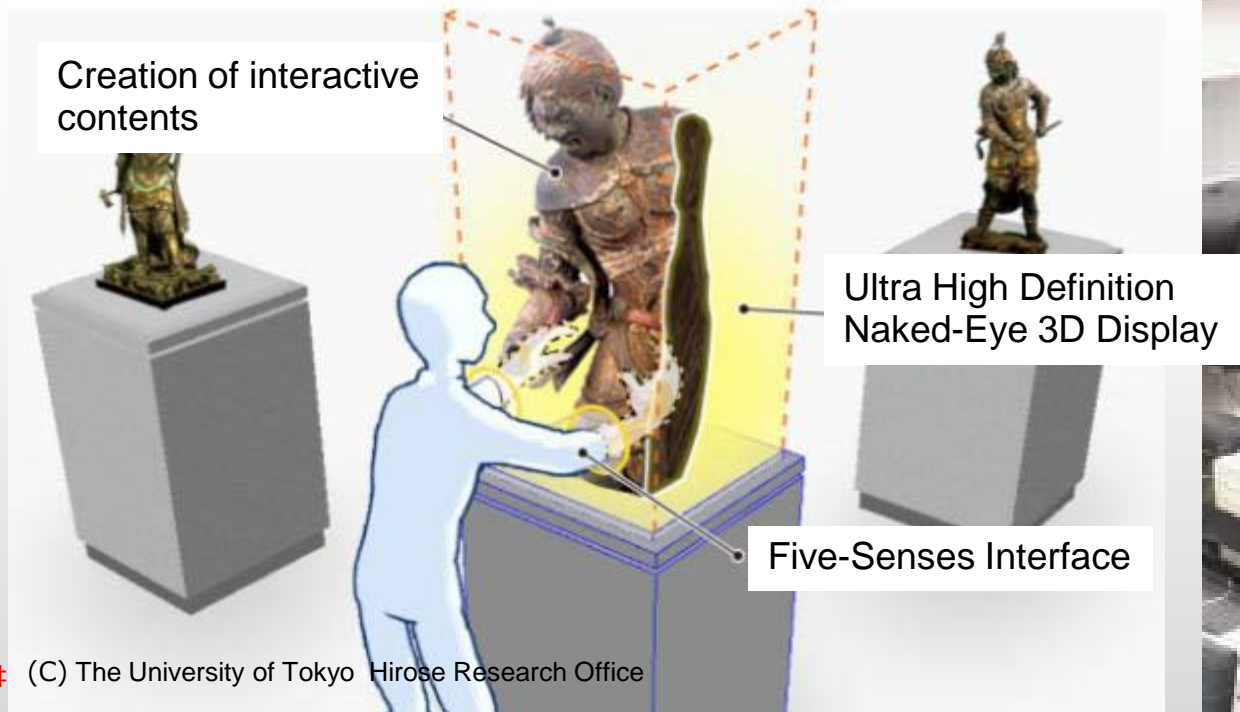 Creation of interactive
contents
Ultra High Definition
Naked-Eye 3D Display
Five-Senses Interface
(C) The University of Tokyo Hirose Research Office